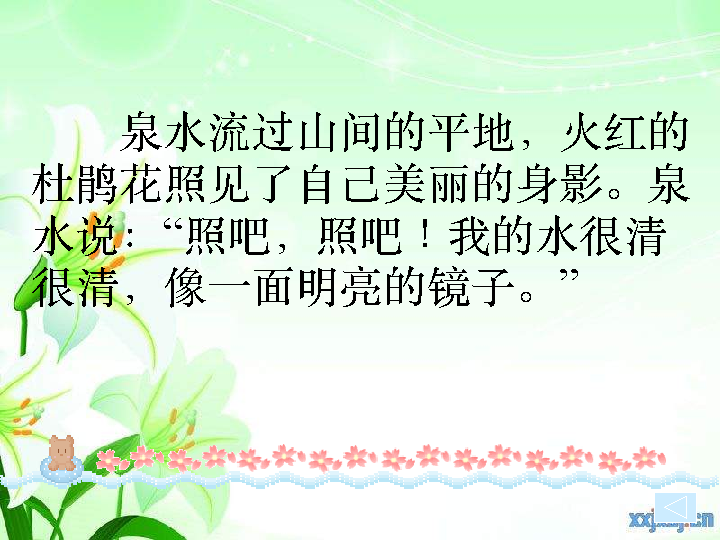 泉水流过山间的平地，火红的
杜鹃花照见了自己美丽的身影。泉
水说：“照吧，照吧！我的水很清
很清，像一面明亮的镜子。”